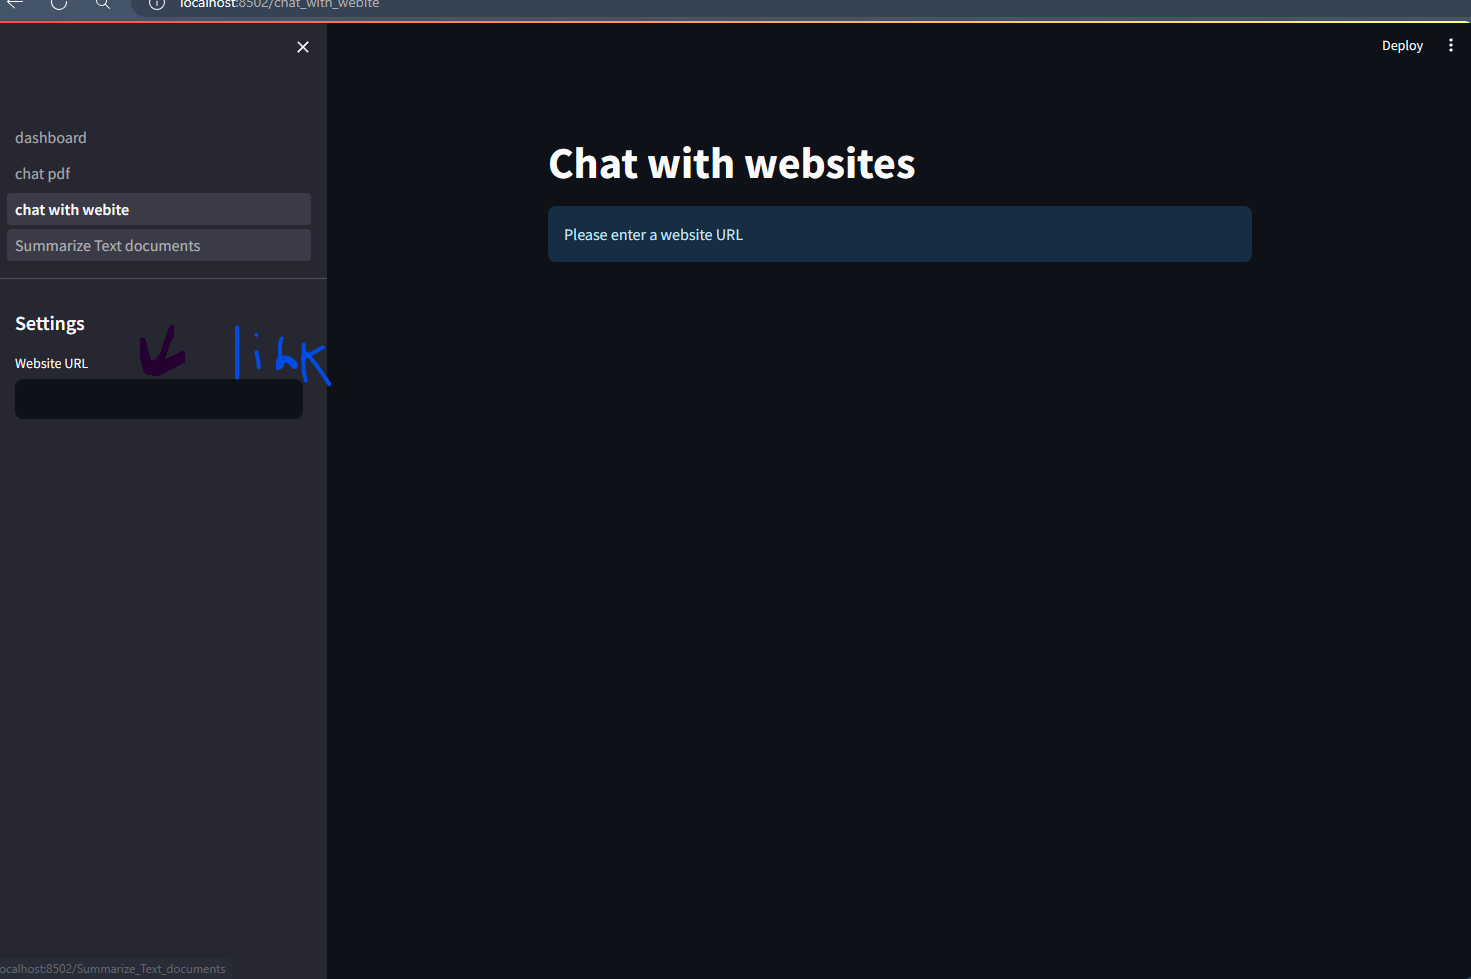 localhost:8502/chat_with_webite
Deploy
dashboard
chat pdf
chat with webite
Summarize Text documents
Settings
Website URL
link
Chat with websites
Please enter a website URL
ocalhost:8502/Summarize_Text_documents